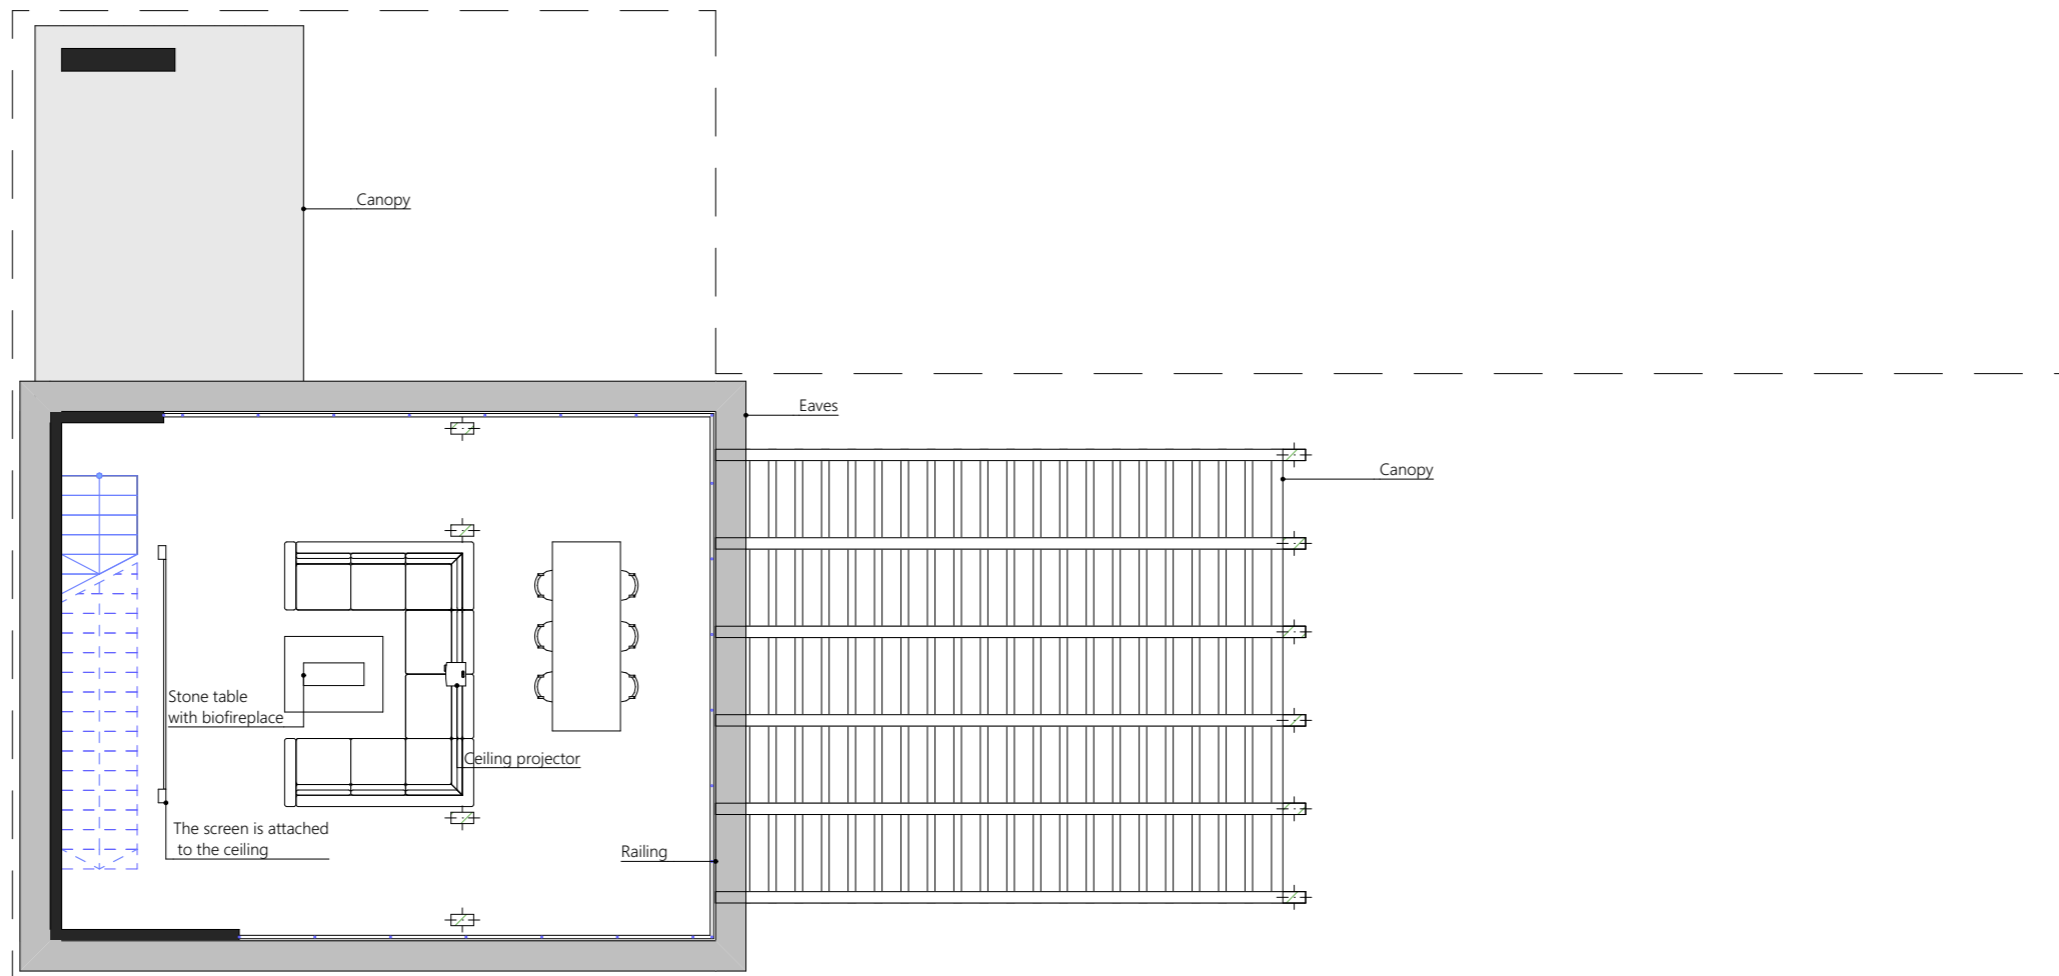 Canopy
Eaves
Canopy
Stone table
with biofireplace
Ceiling projector
The screen is attached
to the ceiling
Railing